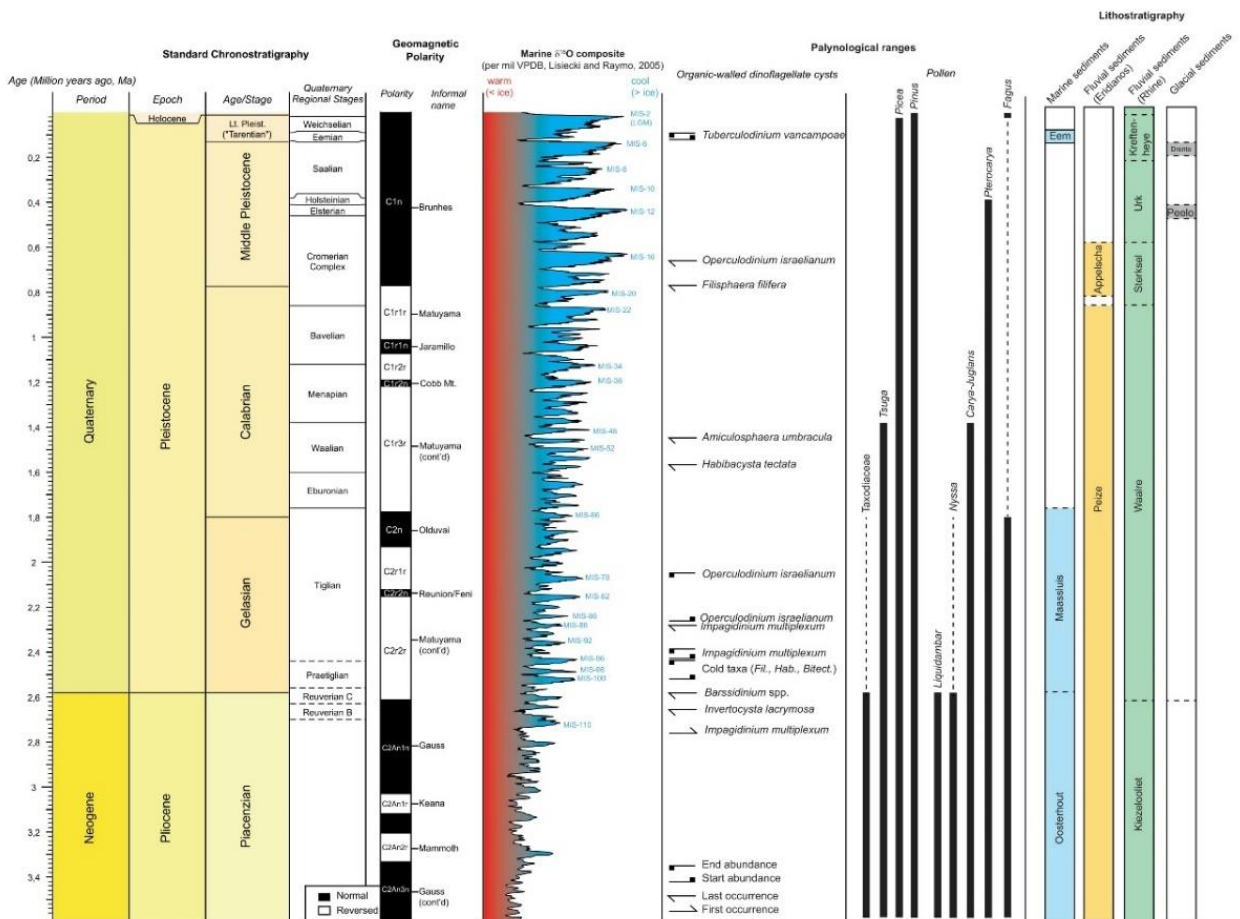 Lithostratigraphy
Standard Chronostratigraphy
Geomagnetic
Polarity
Marine δ18O composite
(per mil VPDB, Lisiecki and Raymo, 2005)
Palynological ranges
Age (Million years ago, Ma)
Period
Epoch
Age/Stage
Quaternary
Regional Stages
Polarity
Informal
name
warm
(< ice)
cool
(> ice)
Organic-walled dinoflagellate cysts
Pollen
Marine sediments
Fluvial sediments
(Eridanos)
Fluvial sediments
(Rhine)
Glacial sediments
0,2
0,4
0,6
0,8
1
1,2
1,4
1,6
1,8
2
2,2
2,4
2,6
2,8
3
3,2
3,4
Quaternary
Neogene
Holocene
Pleistocene
Pliocene
Lt. Pleist.
("Tarentian")
Middle Pleistocene
Calabrian
Gelasian
Piacenzian
Weichselian
Eemian
Saalian
Holsteinian
Elsterian
Cromerian
Complex
Bavelian
Menapian
Waalian
Eburonian
Tiglian
Praetiglian
Reuverian C
Reuverian B
C1n
C1r1r
C1r1n
C1r2r
C1r2n
C1r3r
C2n
C2r1r
C2r2n
C2r2r
C2An1n
C2An1r
C2An2r
C2An3n
Brunhes
Matuyama
Jaramillo
Cobb Mt.
Matuyama
(cont'd)
Olduvai
Reunion/Feni
Matuyama
(cont'd)
Gauss
Keana
Mammoth
Gauss
(cont'd)
Normal
Reversed
MIS-2
(LGM)
MIS-6
MIS-8
MIS-10
MIS-12
MIS-16
MIS-20
MIS-22
MIS-34
MIS-36
MIS-52
MIS-78
MIS-82
MIS-92
MIS-96
MIS-98
MIS-100
MIS-110
Tuberculodinium vancampoae
Operculodinium israelianum
Filisphaera filifera
Amiculosphaera umbracula
Habibacysta tectata
Operculodinium israelianum
Operculodinium israelianum
Impagidinium multiplexum
Impagidinium multiplexum
Cold taxa (Fil., Hab., Bitect.)
Barssidinium spp.
Invertocysta lacrymosa
Impagidinium multiplexum
End abundance
Start abundance
Last occurrence
First occurrence
Taxodiaceae
Tsuga
Picea
Pinus
Liquidambar
Nyssa
Carya-Juglans
Pterocarya
Fagus
Eem
Maassluis
Oosterhout
Appelscha
Peize
Kreften-
heye
Urk
Sterksel
Waalre
Kiezelooliet
Drente
Peelo